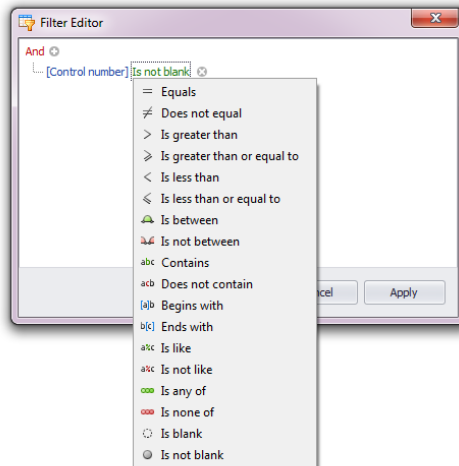 Filter Editor
And
[Control number] Is not blank
= Equals
≠ Does not equal
> Is greater than
⩾ Is greater than or equal to
< Is less than
⩽ Is less than or equal to
Is between
Is not between
abc Contains
acb Does not contain
[a]b Begins with
b[c] Ends with
a%c Is like
a%c Is not like
Is any of
Is none of
Is blank
Is not blank
Apply